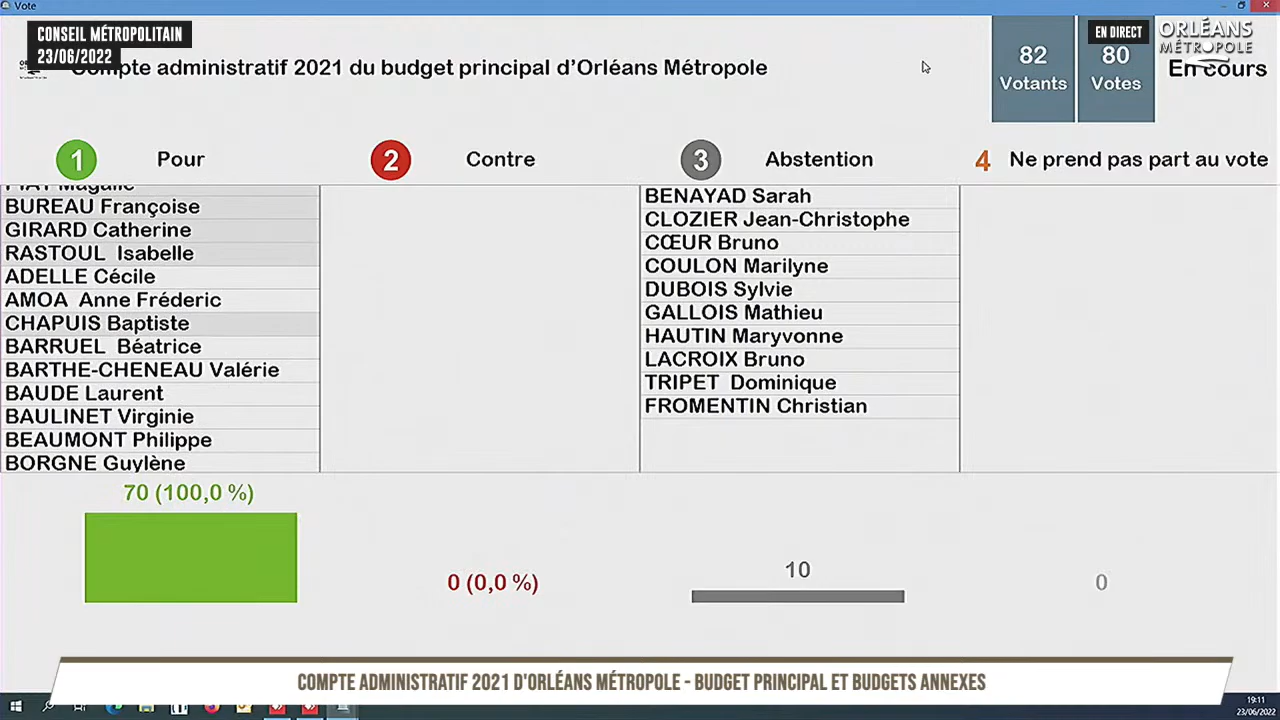 Vote
CONSEIL MÉTROPOLITAIN
23/06/2022
Compte administratif 2021 du budget principal d'Orléans Métropole
82
Votants
80
Votes
EN DIRECT
ORLÉANS
MÉTROPOLE
En cours
1 Pour
2 Contre
3 Abstention
4 Ne prend pas part au vote
PIAT Magalie
BUREAU Françoise
GIRARD Catherine
RASTOUL Isabelle
ADELLE Cécile
AMOA Anne Fréderic
CHAPUIS Baptiste
BARRUEL Béatrice
BARTHE-CHENEAU Valérie
BAUDE Laurent
BAULINET Virginie
BEAUMONT Philippe
BORGNE Guylène
BENAYAD Sarah
CLOZIER Jean-Christophe
CŒUR Bruno
COULON Marilyne
DUBOIS Sylvie
GALLOIS Mathieu
HAUTIN Maryvonne
LACROIX Bruno
TRIPET Dominique
FROMENTIN Christian
70 (100,0 %)
0 (0,0 %)
10
0
COMPTE ADMINISTRATIF 2021 D'ORLÉANS MÉTROPOLE - BUDGET PRINCIPAL ET BUDGETS ANNEXES
19:11
23/06/2022